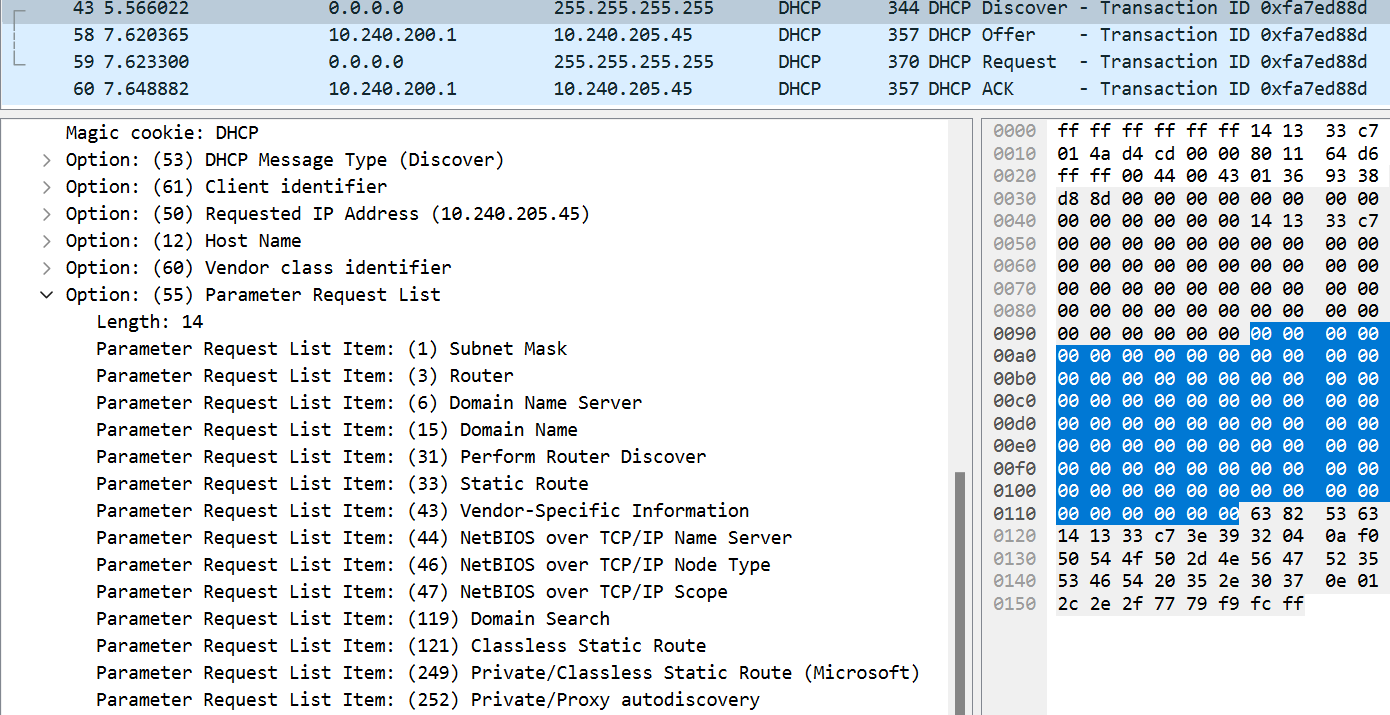 43 5.566022 0.0.0.0 255.255.255.255 DHCP 344 DHCP Discover - Transaction ID 0xfa7ed88d
58 7.620365 10.240.200.1 10.240.205.45 DHCP 357 DHCP Offer - Transaction ID 0xfa7ed88d
59 7.623300 0.0.0.0 255.255.255.255 DHCP 370 DHCP Request - Transaction ID 0xfa7ed88d
60 7.648882 10.240.200.1 10.240.205.45 DHCP 357 DHCP ACK - Transaction ID 0xfa7ed88d
Magic cookie: DHCP
Option: (53) DHCP Message Type (Discover)
Option: (61) Client identifier
Option: (50) Requested IP Address (10.240.205.45)
Option: (12) Host Name
Option: (60) Vendor class identifier
Option: (55) Parameter Request List
Length: 14
Parameter Request List Item: (1) Subnet Mask
Parameter Request List Item: (3) Router
Parameter Request List Item: (6) Domain Name Server
Parameter Request List Item: (15) Domain Name
Parameter Request List Item: (31) Perform Router Discover
Parameter Request List Item: (33) Static Route
Parameter Request List Item: (43) Vendor-Specific Information
Parameter Request List Item: (44) NetBIOS over TCP/IP Name Server
Parameter Request List Item: (46) NetBIOS over TCP/IP Node Type
Parameter Request List Item: (47) NetBIOS over TCP/IP Scope
Parameter Request List Item: (119) Domain Search
Parameter Request List Item: (121) Classless Static Route
Parameter Request List Item: (249) Private/Classless Static Route (Microsoft)
Parameter Request List Item: (252) Private/Proxy autodiscovery
0000 ff ff ff ff ff ff 14 13 33 c7
0010 01 4a d4 cd 00 00 80 11 64 d6
0020 ff ff 00 44 00 43 01 36 93 38
0030 d8 8d 00 00 00 00 00 00 00 00
0040 00 00 00 00 00 00 14 13 33 c7
0050 00 00 00 00 00 00 00 00 00 00
0060 00 00 00 00 00 00 00 00 00 00
0070 00 00 00 00 00 00 00 00 00 00
0080 00 00 00 00 00 00 00 00 00 00
0090 00 00 00 00 00 00 00 00 00 00
00a0 00 00 00 00 00 00 00 00 00 00
00b0 00 00 00 00 00 00 00 00 00 00
00c0 00 00 00 00 00 00 00 00 00 00
00d0 00 00 00 00 00 00 00 00 00 00
00e0 00 00 00 00 00 00 00 00 00 00
00f0 00 00 00 00 00 00 00 00 00 00
0100 00 00 00 00 00 00 00 00 00 00
0110 00 00 00 00 00 00 63 82 53 63
0120 14 13 33 c7 3e 39 32 04 0a f0
0130 50 54 4f 50 2d 4e 56 47 52 35
0140 53 46 54 20 35 2e 30 37 0e 01
0150 2c 2e 2f 77 79 f9 fc ff